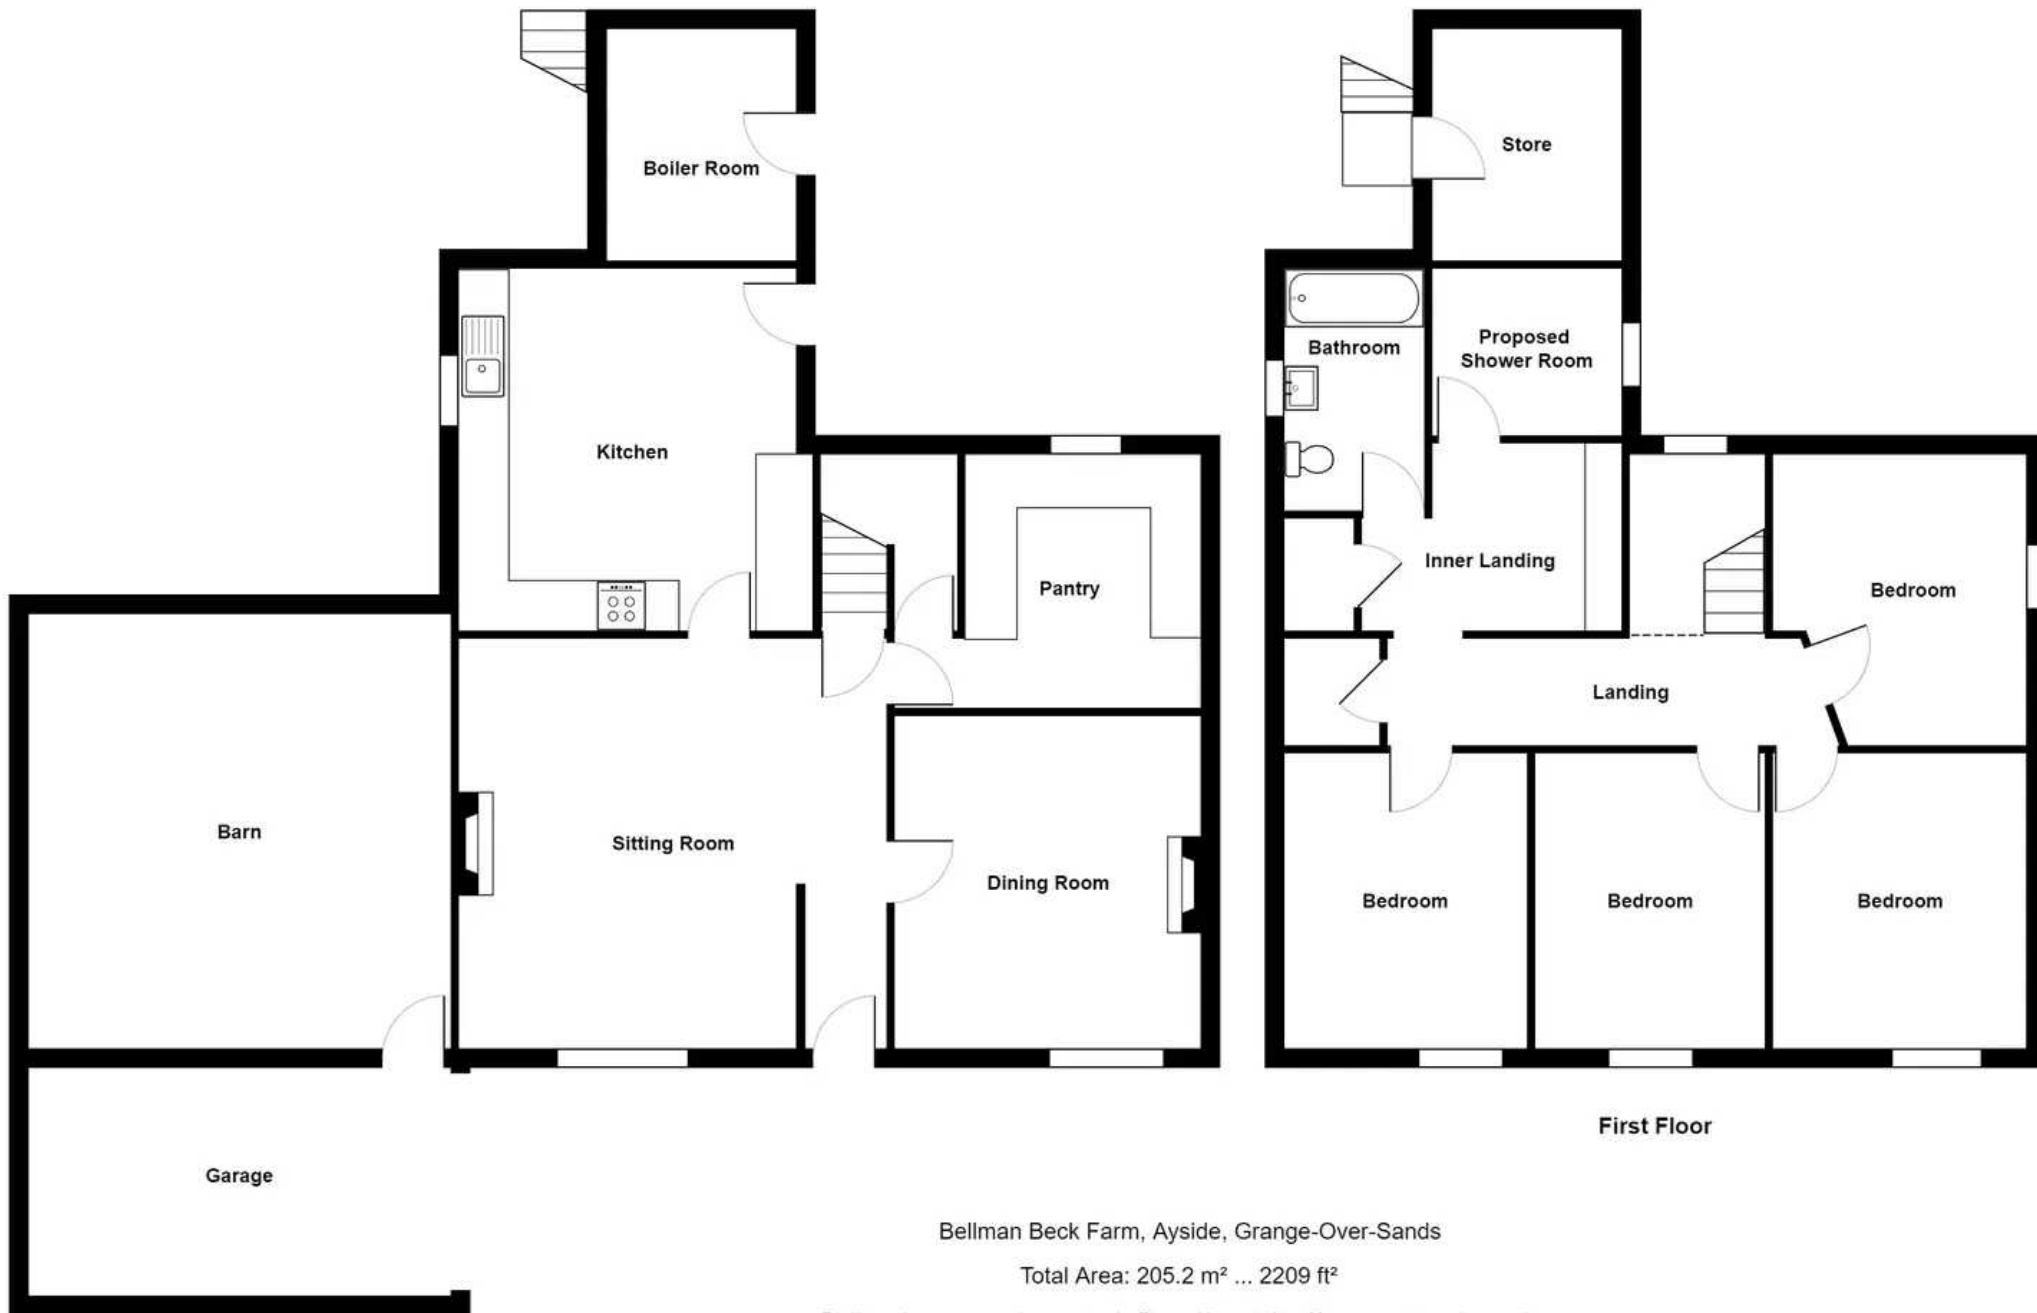 Boiler Room
Store
Proposed
Shower Room
Bathroom
Kitchen
Inner Landing
Pantry
Bedroom
Landing
Barn
Sitting Room
Dining Room
Bedroom
Bedroom
Bedroom
First Floor
Garage
Bellman Beck Farm, Ayside, Grange-Over-Sands
Total Area: 205.2 m² ... 2209 ft²